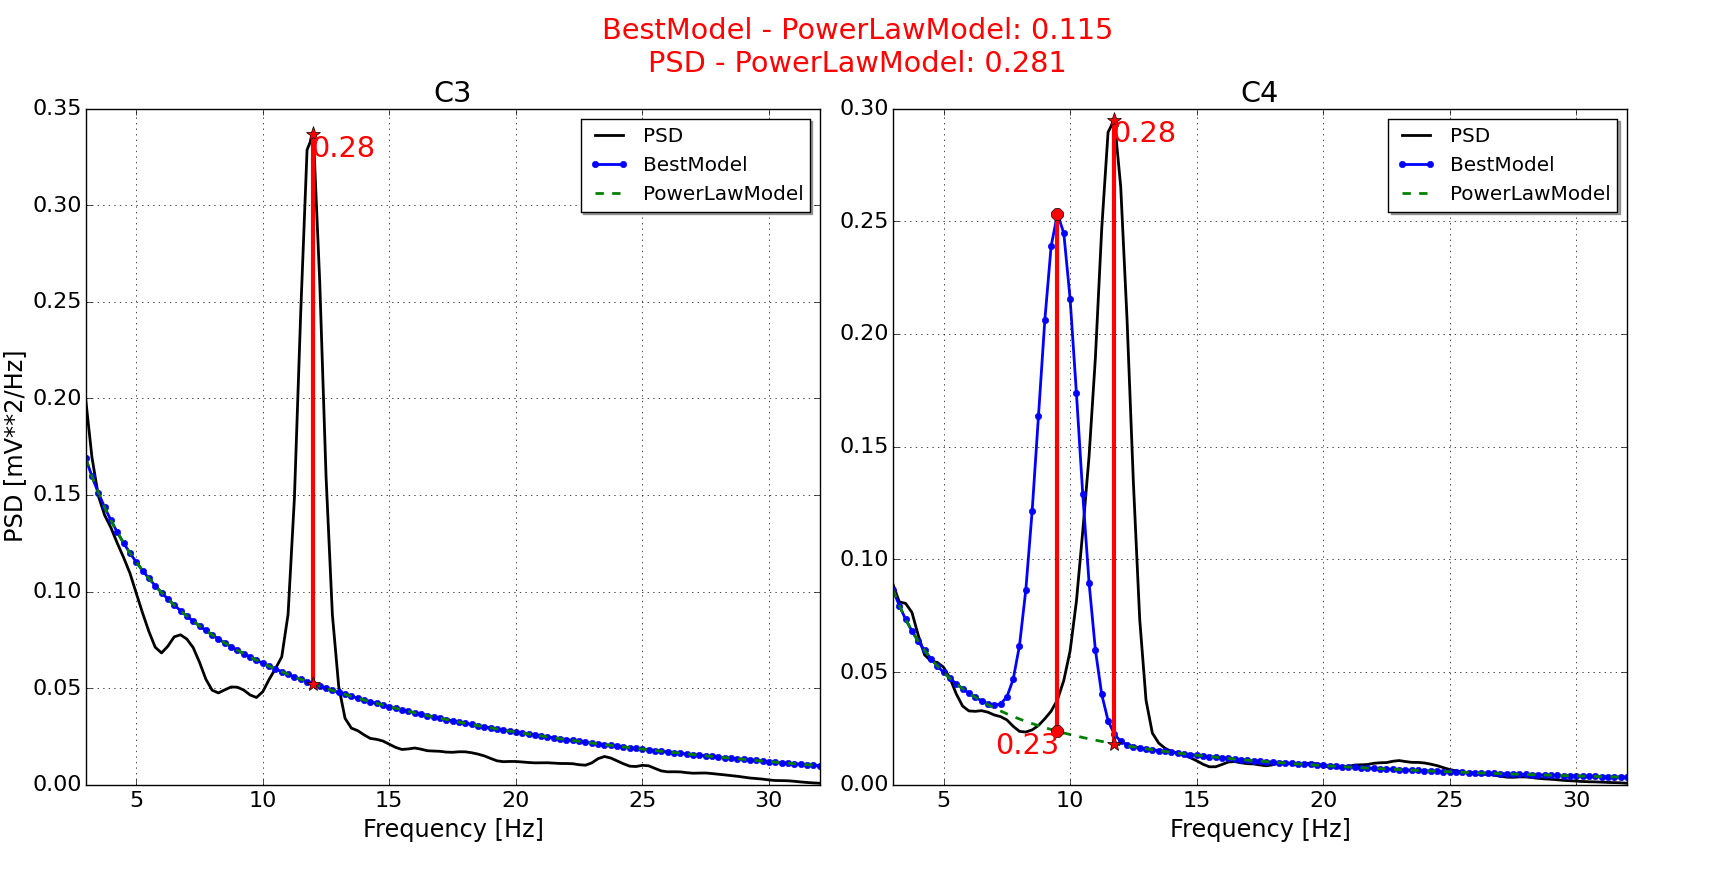 BestModel - PowerLawModel: 0.115
PSD - PowerLawModel: 0.281
C3
PSD [mV**2/Hz]
0.35
0.30
0.25
0.20
0.15
0.10
0.05
0.00
0.28
PSD
BestModel
PowerLawModel
5
10
15
20
25
30
Frequency [Hz]
C4
0.30
0.25
0.20
0.15
0.10
0.05
0.00
0.28
0.23
PSD
BestModel
PowerLawModel
5
10
15
20
25
30
Frequency [Hz]